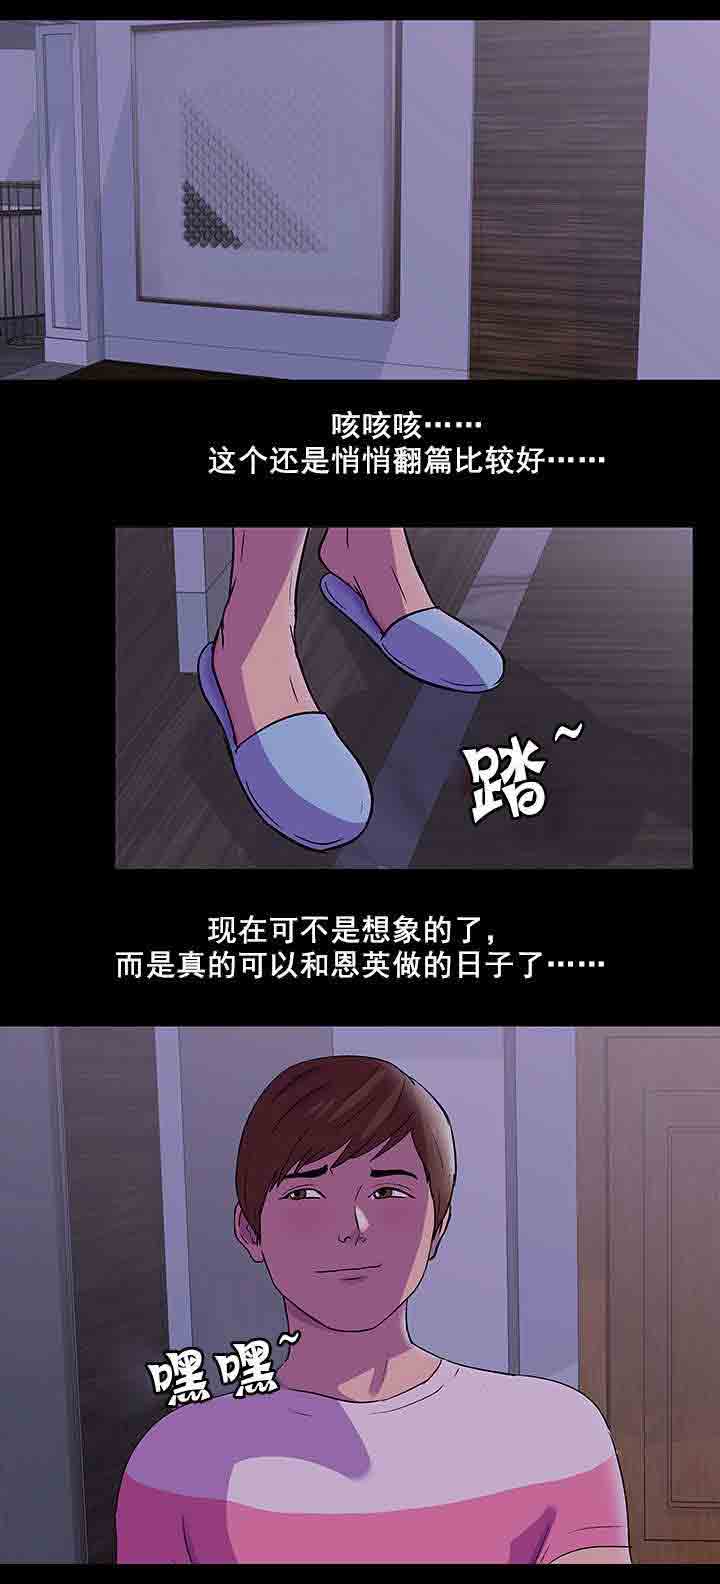 咳咳咳……
这个还是悄悄翻篇比较好……
踏~
现在可不是想象的了，
而是真的可以和恩英做的日子了……
嘿嘿~